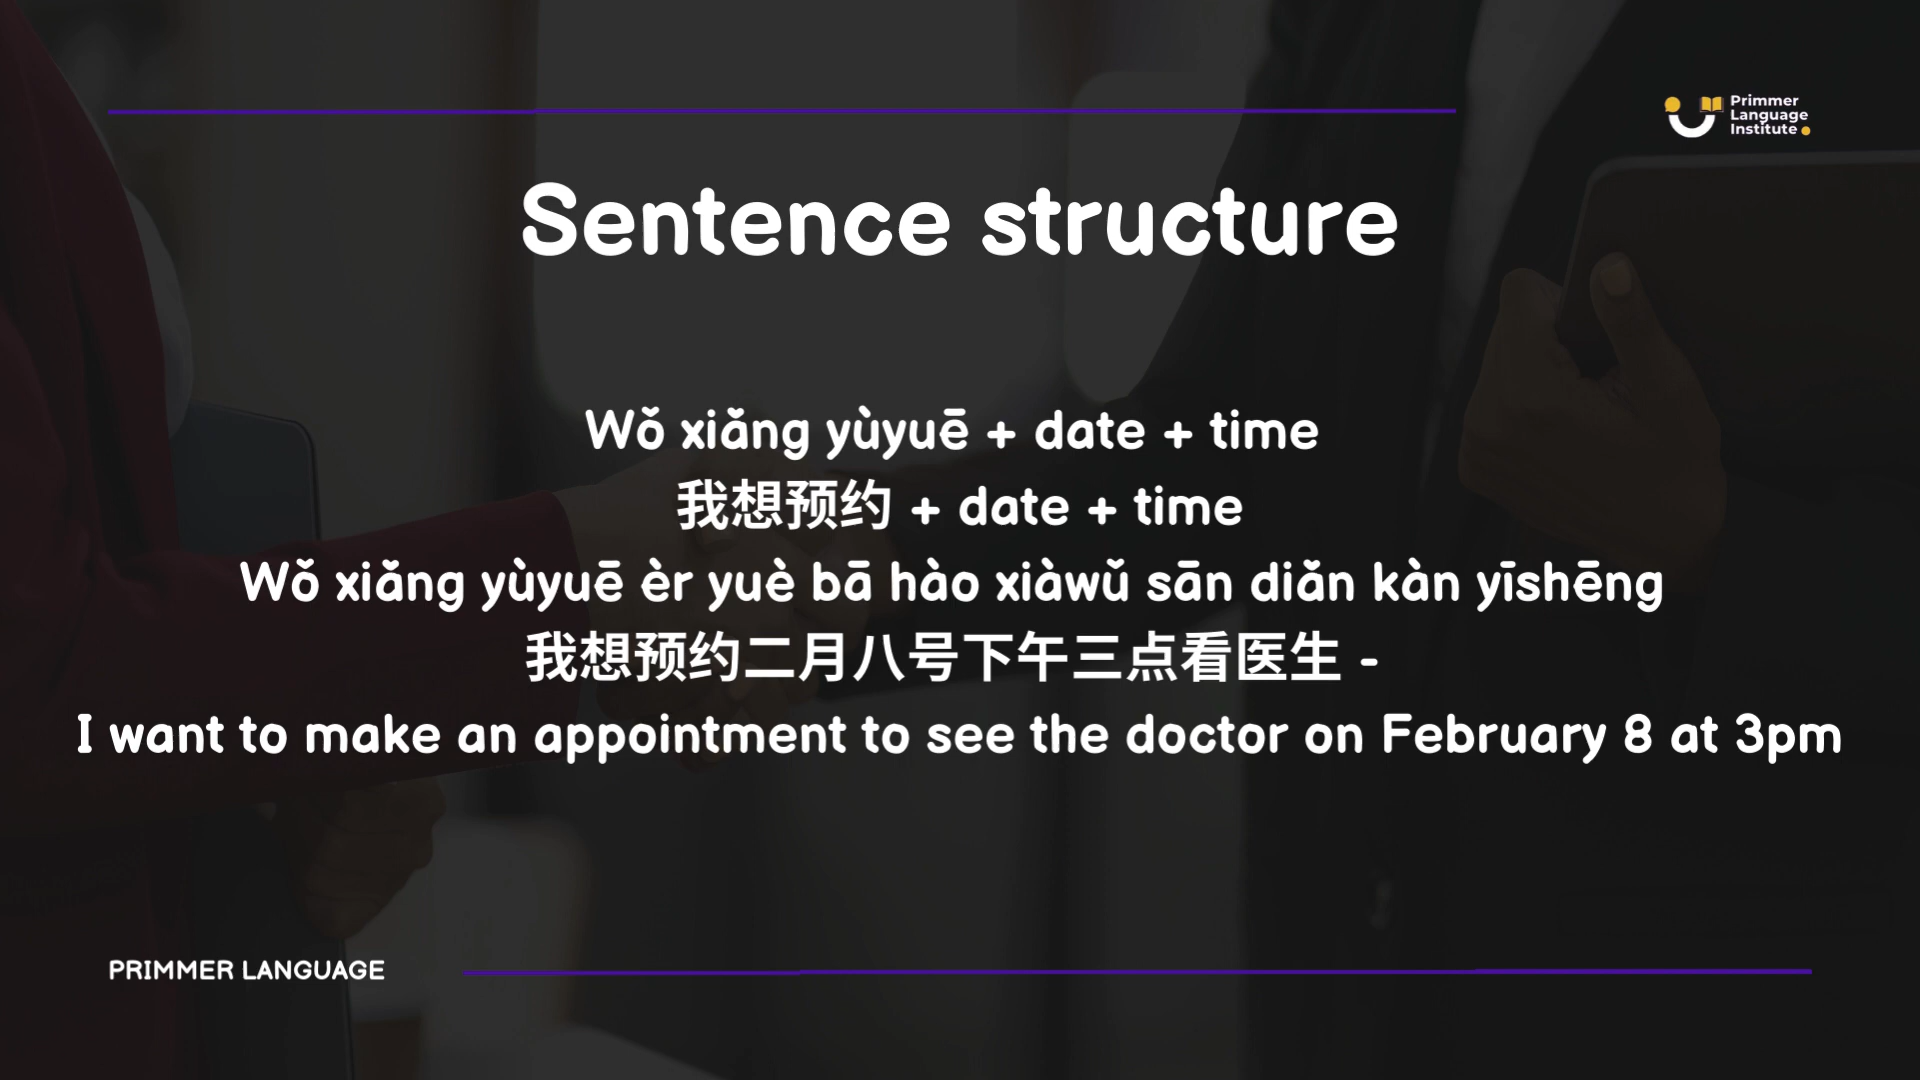 Primmer
Language
Institute
Sentence structure
Wǒ xiǎng yùyuē + date + time
我想预约 + date + time
Wǒ xiǎng yùyuē èr yuè bā hào xiàwǔ sān diǎn kàn yīshēng
我想预约二月八号下午三点看医生 -
I want to make an appointment to see the doctor on February 8 at 3pm
PRIMMER LANGUAGE